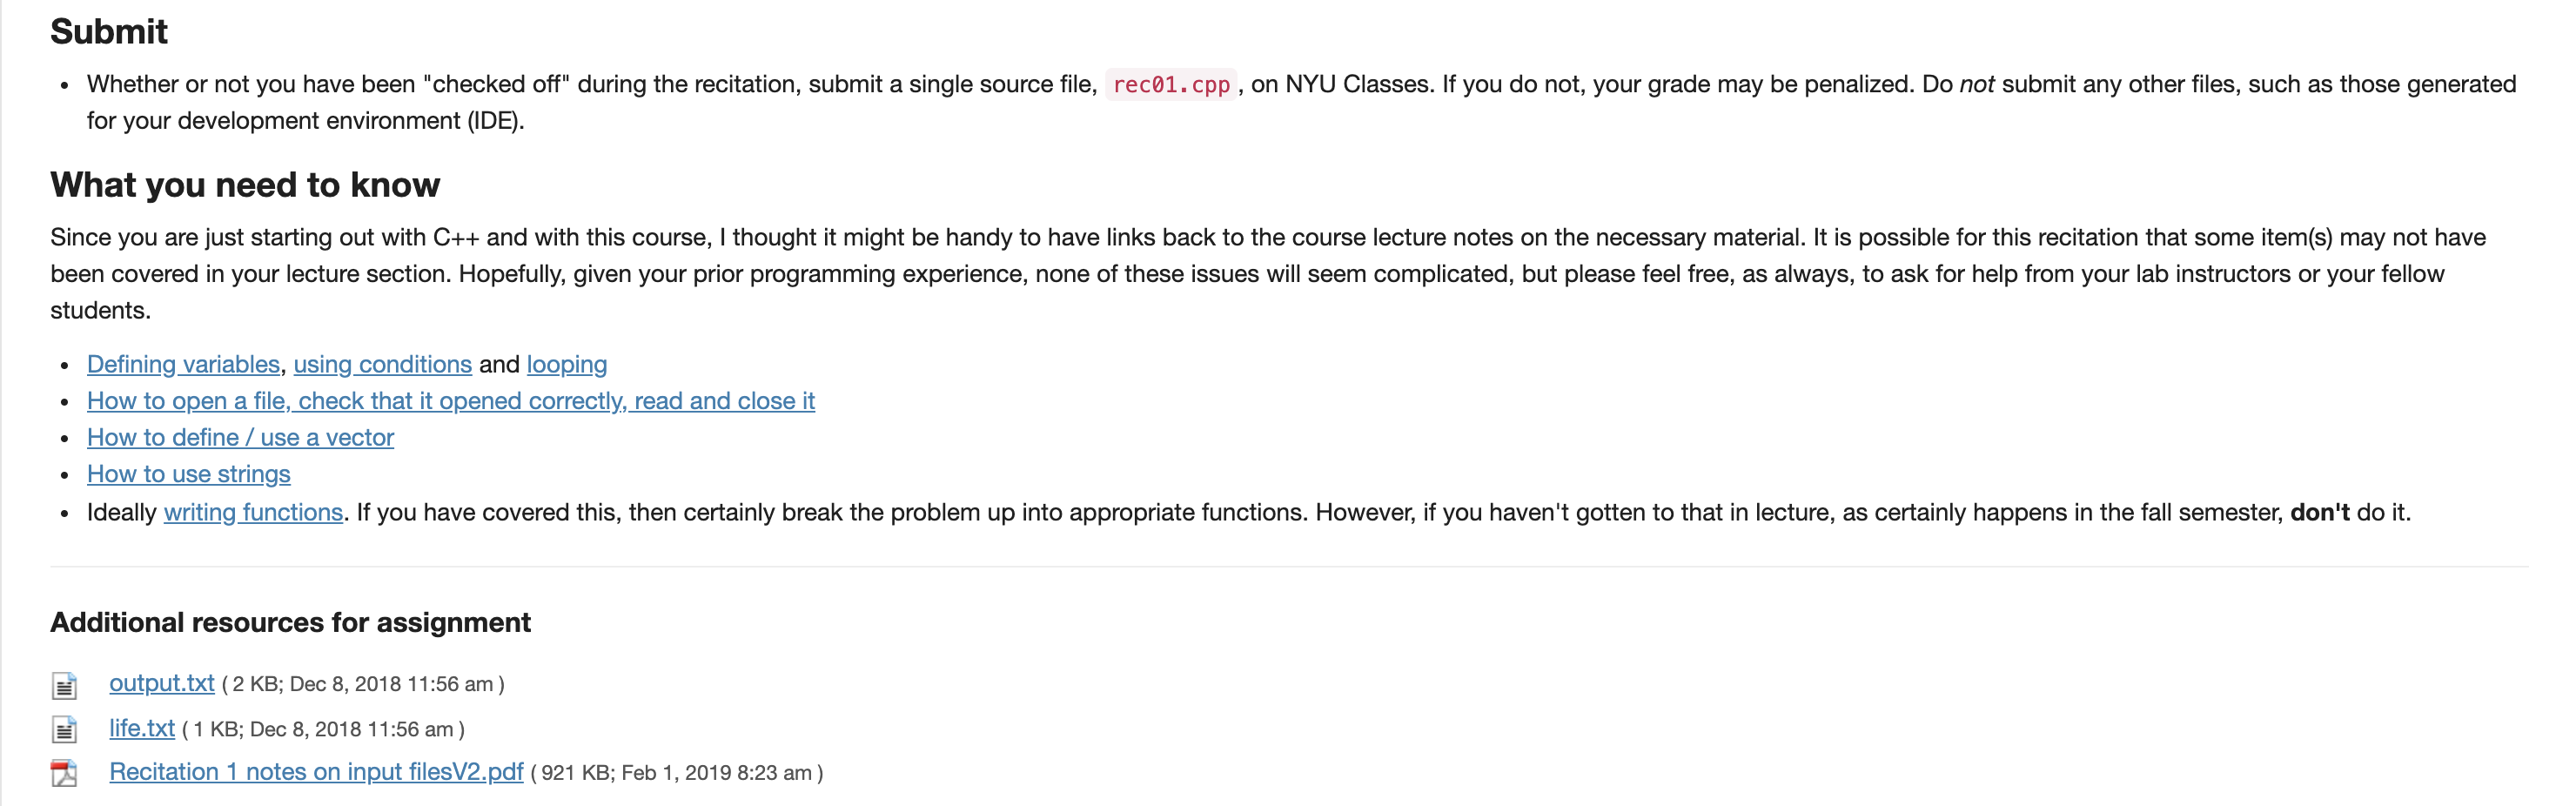 Submit
Whether or not you have been "checked off" during the recitation, submit a single source file, rec01.cpp, on NYU Classes. If you do not, your grade may be penalized. Do not submit any other files, such as those generated
for your development environment (IDE).
What you need to know
Since you are just starting out with C++ and with this course, I thought it might be handy to have links back to the course lecture notes on the necessary material. It is possible for this recitation that some item(s) may not have
been covered in your lecture section. Hopefully, given your prior programming experience, none of these issues will seem complicated, but please feel free, as always, to ask for help from your lab instructors or your fellow
students.
Defining variables, using conditions and looping
How to open a file, check that it opened correctly, read and close it
How to define / use a vector
How to use strings
Ideally writing functions. If you have covered this, then certainly break the problem up into appropriate functions. However, if you haven't gotten to that in lecture, as certainly happens in the fall semester, don't do it.
Additional resources for assignment
output.txt ( 2 KB; Dec 8, 2018 11:56 am )
life.txt ( 1 KB; Dec 8, 2018 11:56 am )
Recitation 1 notes on input filesV2.pdf ( 921 KB; Feb 1, 2019 8:23 am )